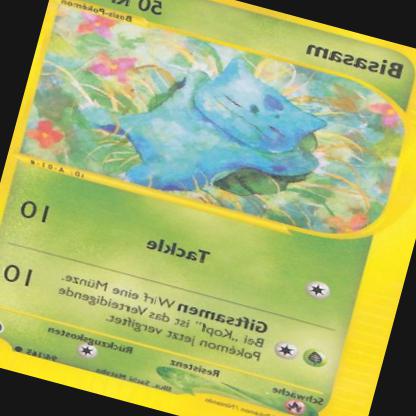 Bisasam
50 KP
Basis-Pokémon
Tackle
10
Giftsamen Wirf eine Münze.
Bei „Kopf" ist das Verteidigende
Pokémon jetzt vergiftet.
10
Schwäche
Resistenz
Rückzugskosten